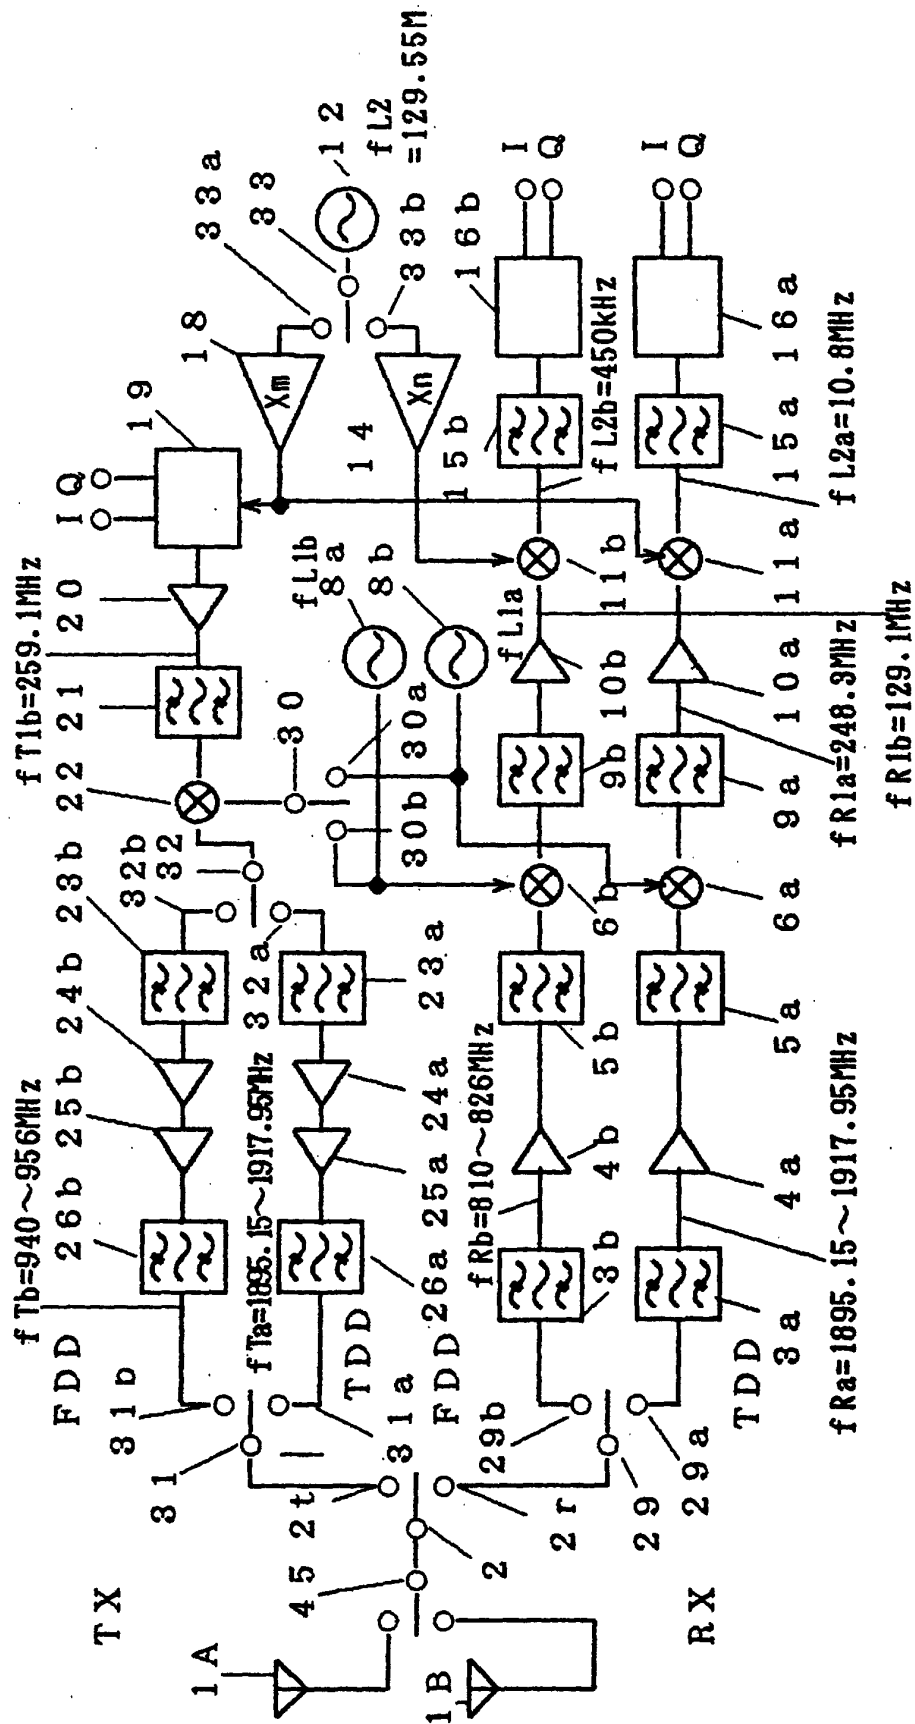 TX
RX
1A
1B
45
2
2t
2r
31
31b
31a
FDD
TDD
fTb=940~956MHz
26b
25b
24b
23b
32b
32
32a
22
fT1b=259.1MHz
21
20
I Q
19
18
33a
33
12
fL2
=129.55M
33b
Xm
Xn
14
fTa=1895.15~1917.95MHz
26a
25a
24a
23a
30
30a
30b
fL1b
8a
8b
fL1a
FDD
29b
29
29a
fRb=810~826MHz
3b
4b
5b
6b
9b
10b
11b
15b
16b
fL2b=450kHz
I
Q
TDD
3a
4a
5a
6a
9a
10a
11a
15a
16a
I
Q
fRa=1895.15~1917.95MHz
fR1a=248.3MHz
fR1b=129.1MHz
fL2a=10.8MHz